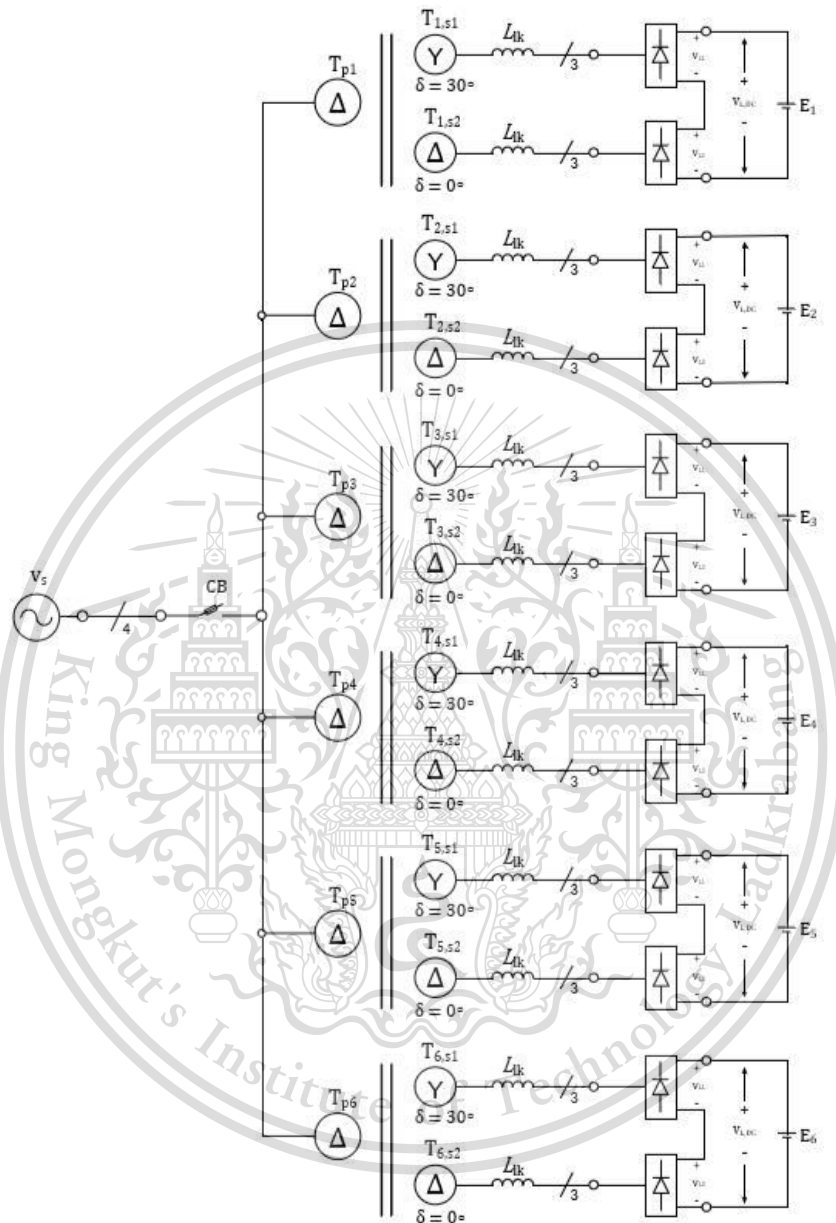 T1,s1
Llk
3
Tp1
Y
+
VLL
-
+
VL,DC
-
E1
Δ
δ = 30°
T1,s2
Llk
3
Δ
+
VLL
-
δ = 0°
T2,s1
Llk
3
Tp2
Y
+
VLL
-
+
VL,DC
-
E2
Δ
δ = 30°
T2,s2
Llk
3
Δ
+
VLL
-
δ = 0°
T3,s1
Llk
3
Tp3
Y
+
VLL
-
+
VL,DC
-
E3
Δ
δ = 30°
T3,s2
Llk
3
Δ
+
VLL
-
δ = 0°
Vs
CB
4
T4,s1
Llk
3
Tp4
Y
+
VLL
-
+
VL,DC
-
E4
Δ
δ = 30°
T4,s2
Llk
3
Δ
+
VLL
-
δ = 0°
T5,s1
Llk
3
Tp5
Y
+
VLL
-
+
VL,DC
-
E5
Δ
δ = 30°
T5,s2
Llk
3
Δ
+
VLL
-
δ = 0°
T6,s1
Llk
3
Tp6
Y
+
VLL
-
+
VL,DC
-
E6
Δ
δ = 30°
T6,s2
Llk
3
Δ
+
VLL
-
δ = 0°
King Mongkut's Institute of Technology Ladkrabang